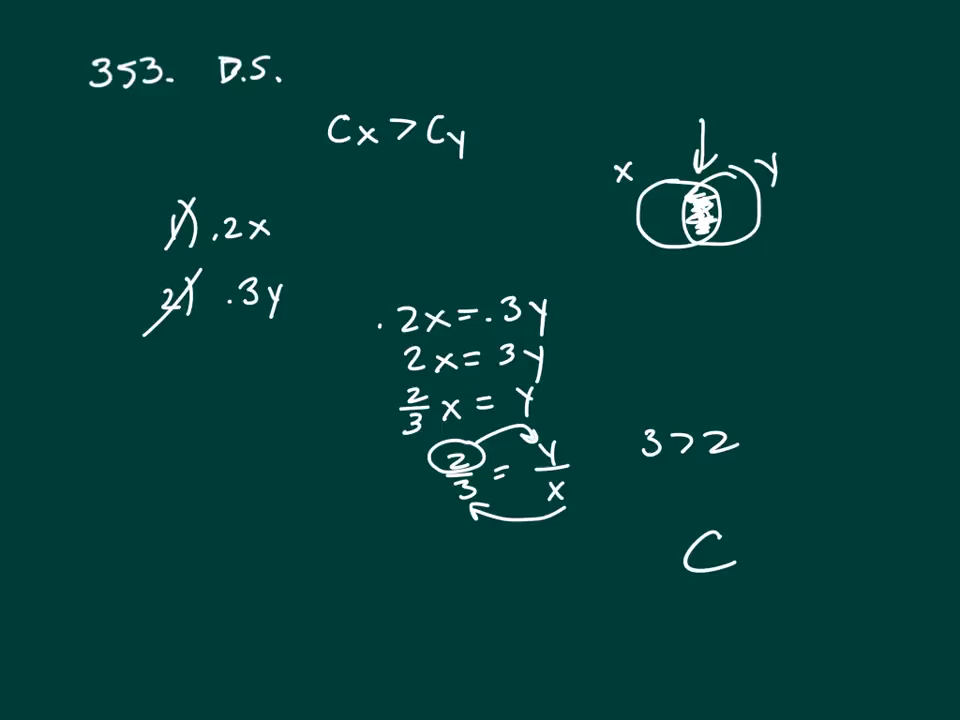 353. D.S.
Cx > Cy
x y
1) .2x
2) .3y
.2x = .3y
2x = 3y
2/3 x = y
2/3 = y/x
3 > 2
C